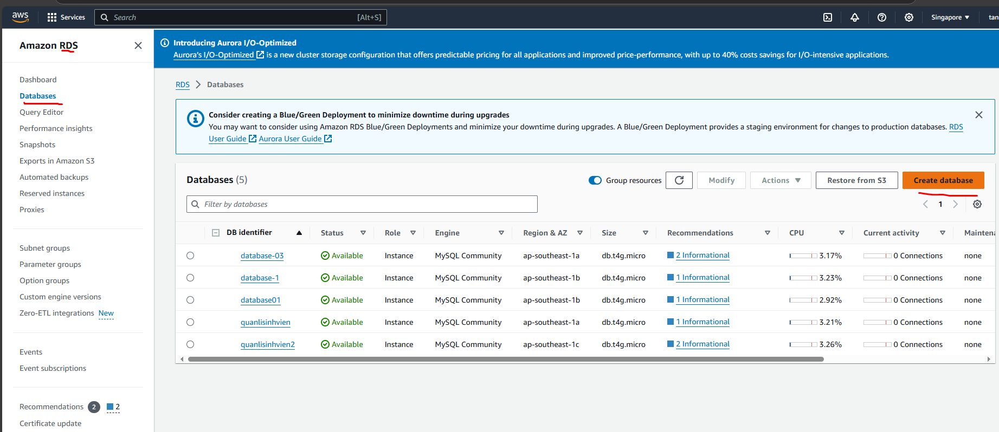 aws
Services
Search
[Alt+S]
Singapore
tan
Amazon RDS
Dashboard
Databases
Query Editor
Performance insights
Snapshots
Exports in Amazon S3
Automated backups
Reserved instances
Proxies
Subnet groups
Parameter groups
Option groups
Custom engine versions
Zero-ETL integrations New
Events
Event subscriptions
Recommendations 2 2
Certificate update
Introducing Aurora I/O-Optimized
Aurora's I/O-Optimized is a new cluster storage configuration that offers predictable pricing for all applications and improved price-performance, with up to 40% costs savings for I/O-intensive applications.
RDS Databases
Consider creating a Blue/Green Deployment to minimize downtime during upgrades
You may want to consider using Amazon RDS Blue/Green Deployments and minimize your downtime during upgrades. A Blue/Green Deployment provides a staging environment for changes to production databases. RDS
User Guide Aurora User Guide
Databases (5)
Group resources
Modify
Actions
Restore from S3
Create database
Filter by databases
1
DB identifier Status Role Engine Region & AZ Size Recommendations CPU Current activity Maintena
database-03 Available Instance MySQL Community ap-southeast-1a db.t4g.micro 2 Informational 3.17% 0 Connections none
database-1 Available Instance MySQL Community ap-southeast-1b db.t4g.micro 1 Informational 3.23% 0 Connections none
database01 Available Instance MySQL Community ap-southeast-1b db.t4g.micro 1 Informational 2.92% 0 Connections none
quanlisinhvien Available Instance MySQL Community ap-southeast-1a db.t4g.micro 1 Informational 3.21% 0 Connections none
quanlisinhvien2 Available Instance MySQL Community ap-southeast-1c db.t4g.micro 2 Informational 3.26% 0 Connections none